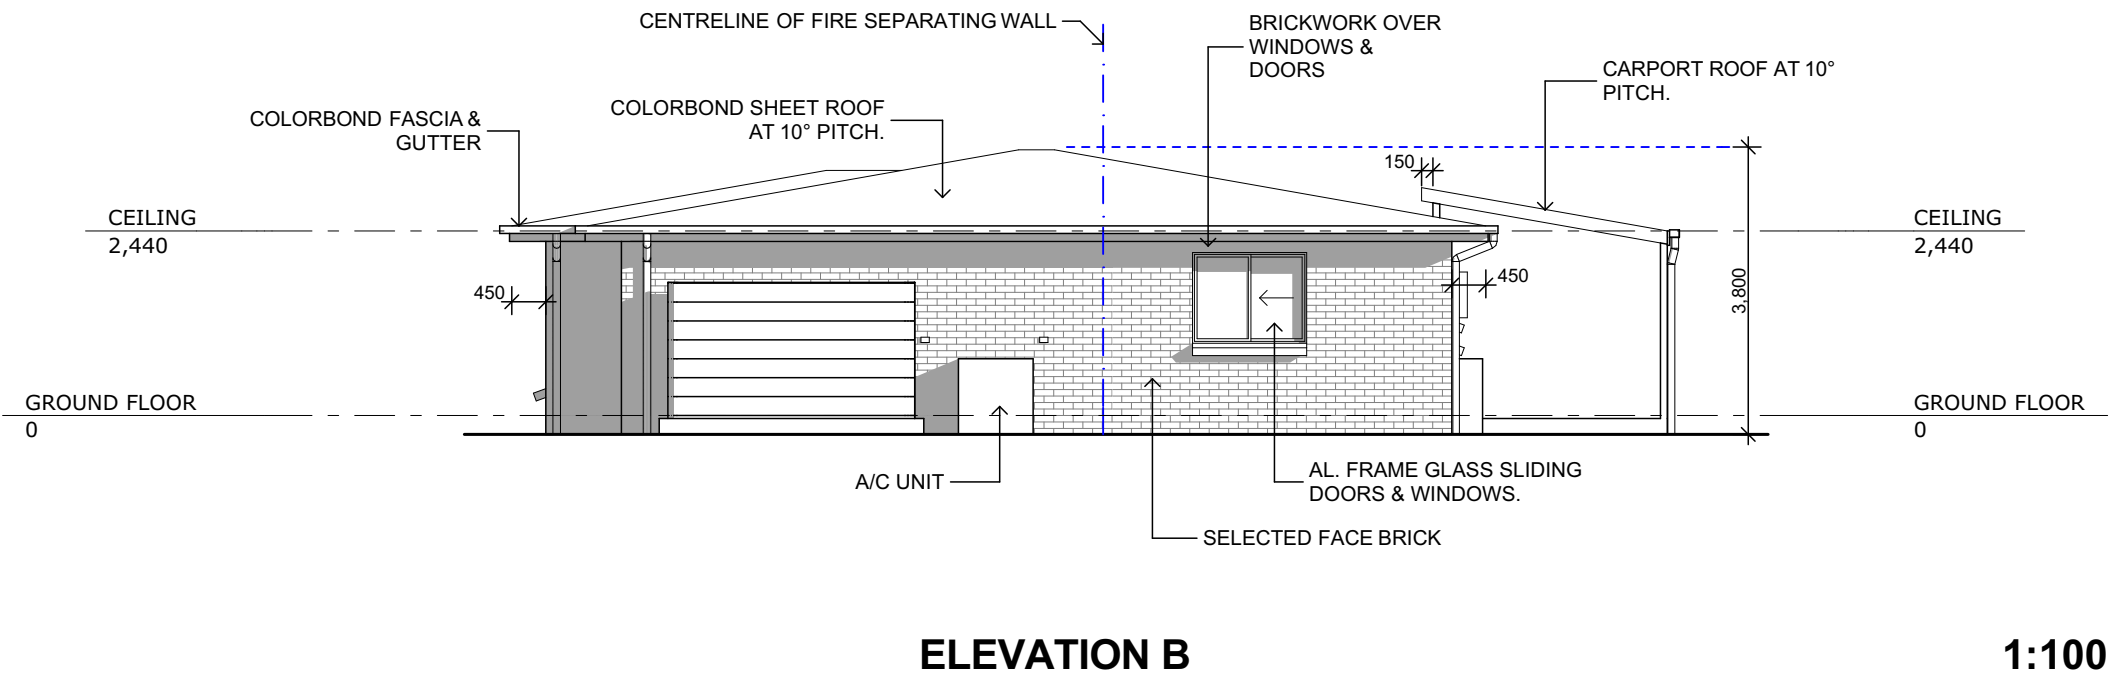 CENTRELINE OF FIRE SEPARATING WALL
BRICKWORK OVER
WINDOWS &
DOORS
CARPORT ROOF AT 10°
PITCH.
COLORBOND SHEET ROOF
AT 10° PITCH.
COLORBOND FASCIA &
GUTTER
150
CEILING
2,440
CEILING
2,440
450
450
3,800
GROUND FLOOR
0
GROUND FLOOR
0
A/C UNIT
AL. FRAME GLASS SLIDING
DOORS & WINDOWS.
SELECTED FACE BRICK
ELEVATION B
1:100